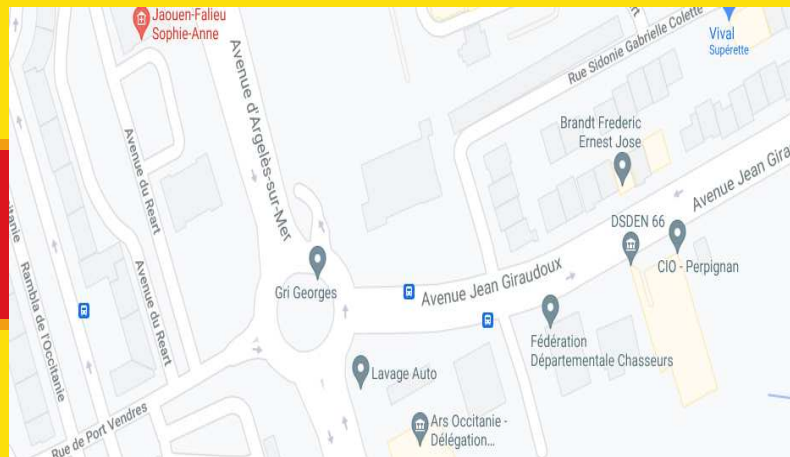 Jaouen-Falieu
Sophie-Anne
Avenue d'Argelès-sur-Mer
Rue Sidonie Gabrielle Colette
Vival
Supérette
Brandt Frederic
Ernest Jose
Avenue du Reart
Avenue Jean Gira
DSDEN 66
CIO - Perpignan
citanie
Gri Georges
Avenue Jean Giraudoux
Avenue du Reart
Rambla de l'Occitanie
Fédération
Départementale Chasseurs
Lavage Auto
Rue de Port Vendres
Ars Occitanie -
Délégation...